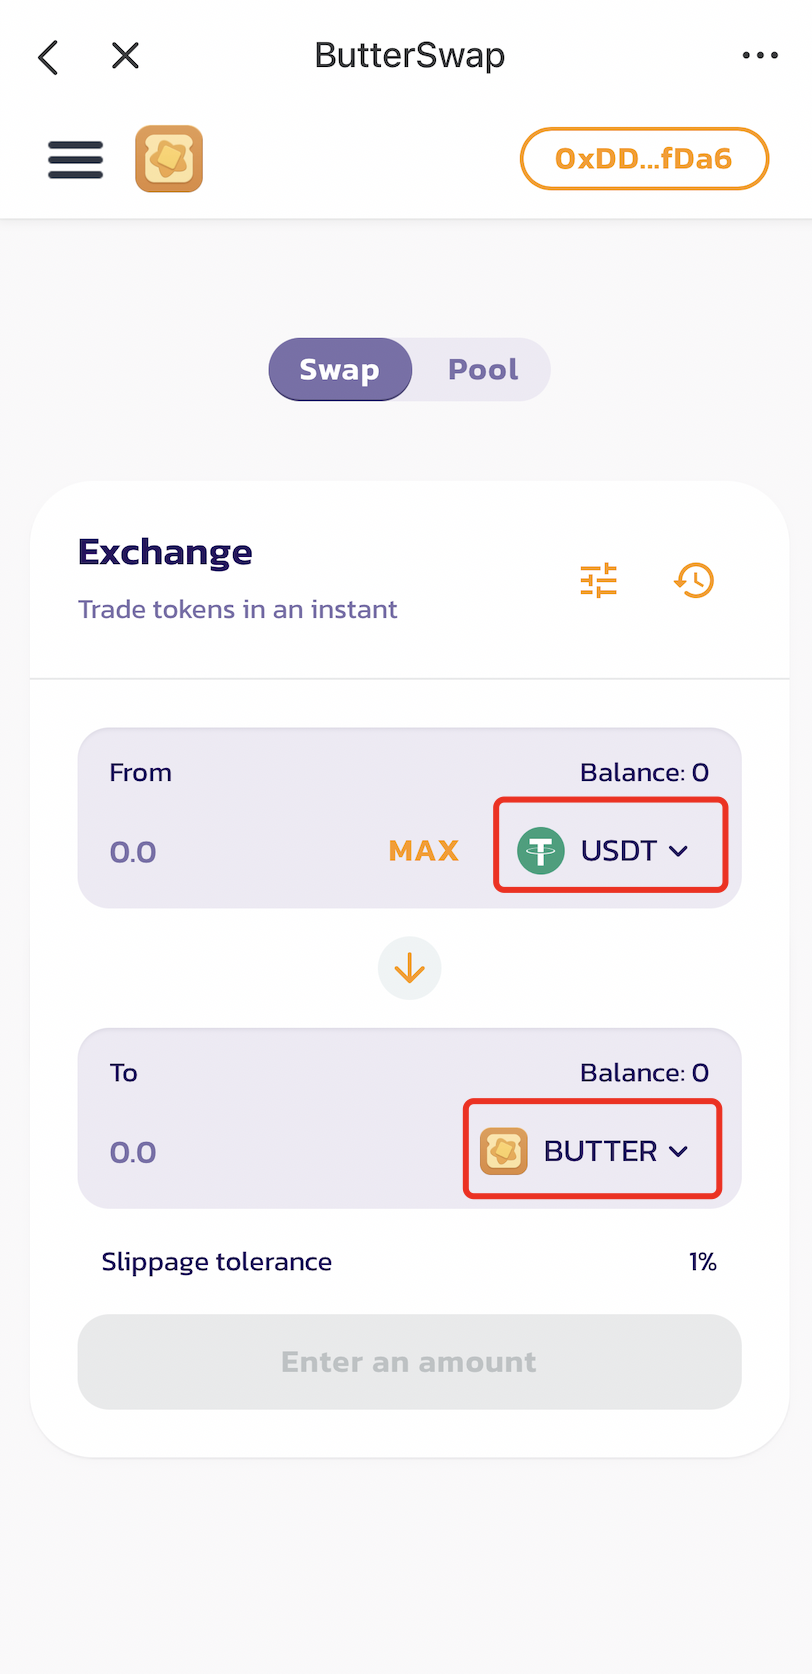 ButterSwap
0xDD...fDa6
Swap Pool
Exchange
Trade tokens in an instant
From Balance: 0
0.0 MAX USDT
To Balance: 0
0.0 BUTTER
Slippage tolerance 1%
Enter an amount